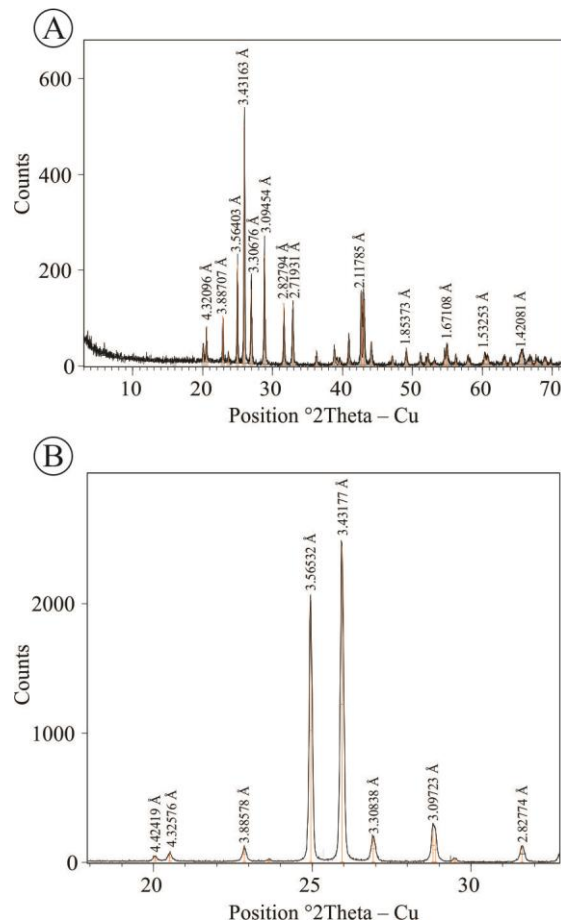 A
600
400
200
0
Counts
4.32096 Å
3.88707 Å
3.56403 Å
3.43163 Å
3.30676 Å
3.09454 Å
2.82794 Å
2.71931 Å
2.11785 Å
1.85373 Å
1.67108 Å
1.53253 Å
1.42081 Å
10 20 30 40 50 60 70
Position °2Theta – Cu
B
2000
1000
0
Counts
4.42419 Å
4.32576 Å
3.88578 Å
3.56532 Å
3.43177 Å
3.30838 Å
3.09723 Å
2.82774 Å
20 25 30
Position °2Theta – Cu